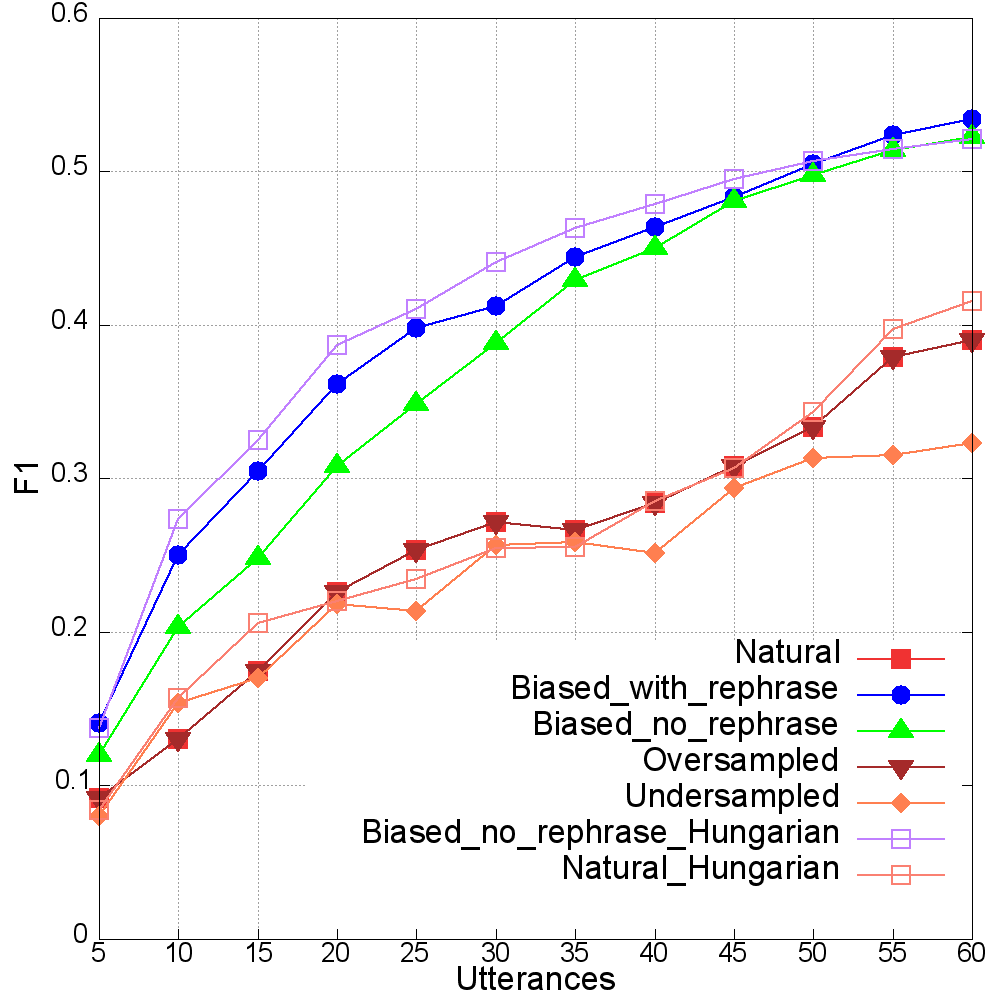 0.6
0.5
0.4
0.3
0.2
0.1
0
F1
Natural
Biased_with_rephrase
Biased_no_rephrase
Oversampled
Undersampled
Biased_no_rephrase_Hungarian
Natural_Hungarian
5 10 15 20 25 30 35 40 45 50 55 60
Utterances